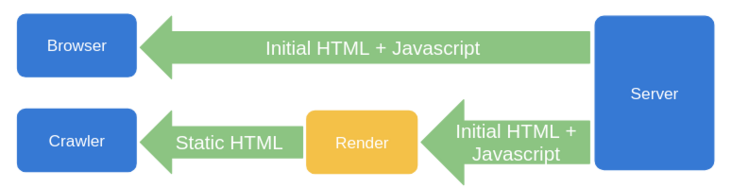 Browser
Initial HTML + Javascript
Server
Crawler
Static HTML
Render
Initial HTML +
Javascript